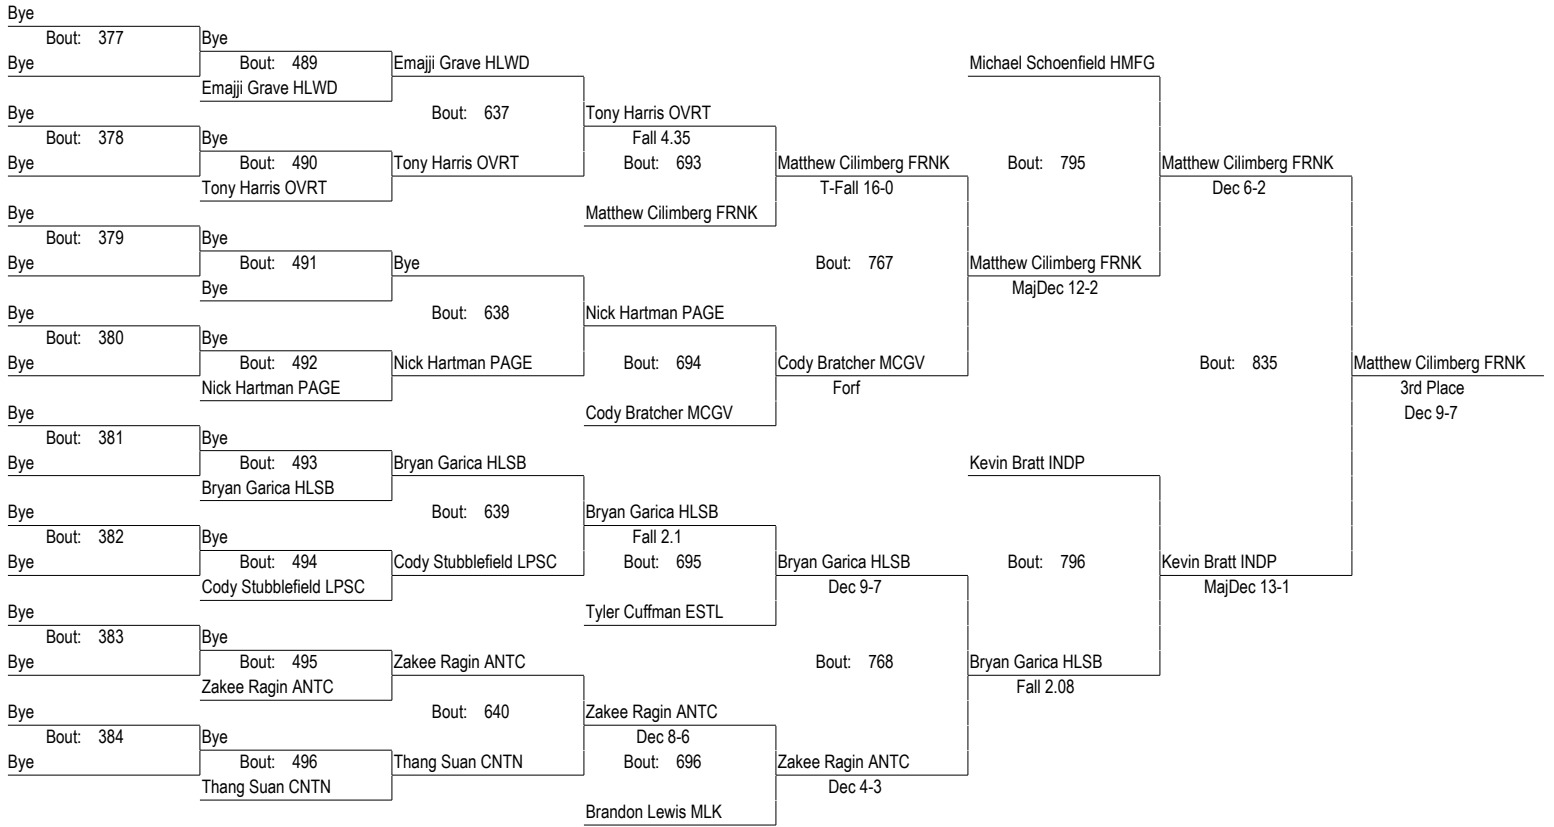 Bye
Bout: 377 Bye
Bye Bout: 489 Emajji Grave HLWD Michael Schoenfield HMFG
Emajji Grave HLWD
Bye Bout: 637 Tony Harris OVRT
Bout: 378 Bye Fall 4.35
Bye Bout: 490 Tony Harris OVRT Bout: 693 Matthew Cilimberg FRNK Bout: 795 Matthew Cilimberg FRNK
Tony Harris OVRT T-Fall 16-0 Dec 6-2
Bye Matthew Cilimberg FRNK
Bout: 379 Bye
Bye Bout: 491 Bye Bout: 767 Matthew Cilimberg FRNK
Bye MajDec 12-2
Bye Bout: 638 Nick Hartman PAGE
Bout: 380 Bye
Bye Bout: 492 Nick Hartman PAGE Bout: 694 Cody Bratcher MCGV Bout: 835 Matthew Cilimberg FRNK
Nick Hartman PAGE Forf 3rd Place
Bye Cody Bratcher MCGV Dec 9-7
Bout: 381 Bye
Bye Bout: 493 Bryan Garica HLSB Kevin Bratt INDP
Bryan Garica HLSB
Bye Bout: 639 Bryan Garica HLSB
Bout: 382 Bye Fall 2.1
Bye Bout: 494 Cody Stubblefield LPSC Bout: 695 Bryan Garica HLSB Bout: 796 Kevin Bratt INDP
Cody Stubblefield LPSC Dec 9-7 MajDec 13-1
Bye Tyler Cuffman ESTL
Bout: 383 Bye
Bye Bout: 495 Zakee Ragin ANTC Bout: 768 Bryan Garica HLSB
Zakee Ragin ANTC Fall 2.08
Bye Bout: 640 Zakee Ragin ANTC
Bout: 384 Bye Dec 8-6
Bye Bout: 496 Thang Suan CNTN Bout: 696 Zakee Ragin ANTC
Thang Suan CNTN Dec 4-3
Brandon Lewis MLK